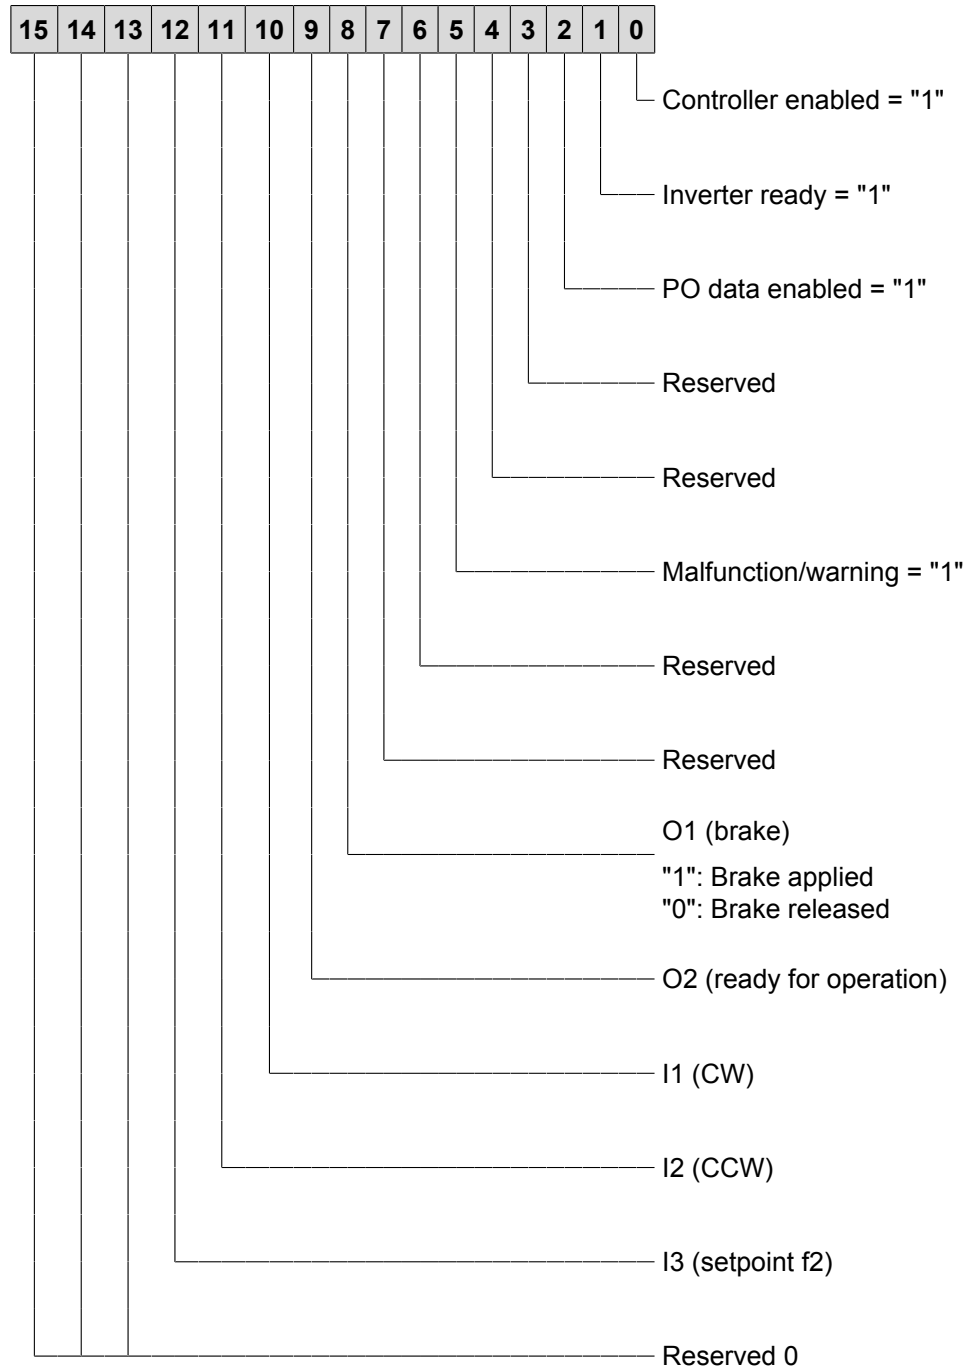 15 14 13 12 11 10 9 8 7 6 5 4 3 2 1 0
Controller enabled = "1"
Inverter ready = "1"
PO data enabled = "1"
Reserved
Reserved
Malfunction/warning = "1"
Reserved
Reserved
O1 (brake)
"1": Brake applied
"0": Brake released
O2 (ready for operation)
I1 (CW)
I2 (CCW)
I3 (setpoint f2)
Reserved 0